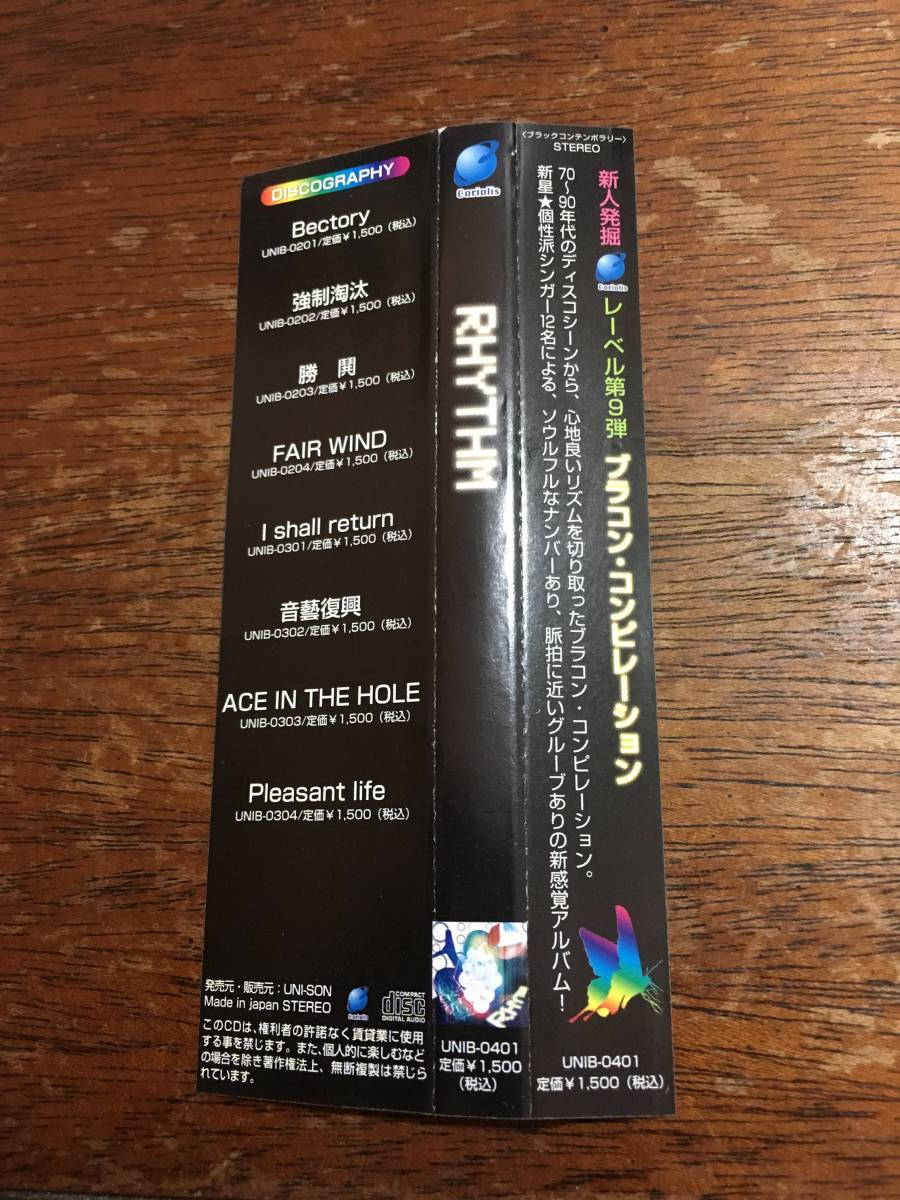 DISCOGRAPHY
Bectory
UNIB-0201/定価¥1,500（税込）
強制淘汰
UNIB-0202/定価¥1,500（税込）
勝 鬨
UNIB-0203/定価¥1,500（税込）
FAIR WIND
UNIB-0204/定価¥1,500（税込）
I shall return
UNIB-0301/定価¥1,500（税込）
音藝復興
UNIB-0302/定価¥1,500（税込）
ACE IN THE HOLE
UNIB-0303/定価¥1,500（税込）
Pleasant life
UNIB-0304/定価¥1,500（税込）
発売元・販売元：UNI-SON
Made in japan STEREO
Coriolis
COMPACT
disc
DIGITAL AUDIO
このCDは、権利者の許諾なく賃貸業に使用
する事を禁じます。また、個人的に楽しむなど
の場合を除き著作権法上、無断複製は禁じら
れています。
Coriolis
RHYTHM
UNIB-0401
定価¥1,500
（税込）
〈ブラックコンテンポラリー〉
STEREO
新人発掘 Coriolis レーベル第9弾、ブラコン・コンピレーション
70〜90年代のディスコシーンから、心地良いリズムを切り取ったブラコン・コンピレーション。
新星★個性派シンガー12名による、ソウルフルなナンバーあり、脈拍に近いグルーブありの新感覚アルバム！
UNIB-0401
定価¥1,500（税込）